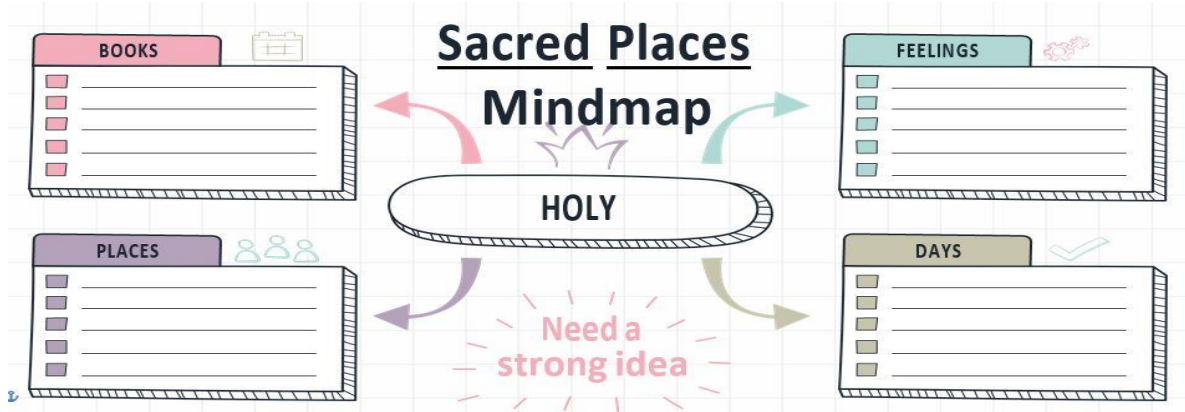 Sacred Places
Mindmap
BOOKS
FEELINGS
HOLY
PLACES
DAYS
Need a
strong idea